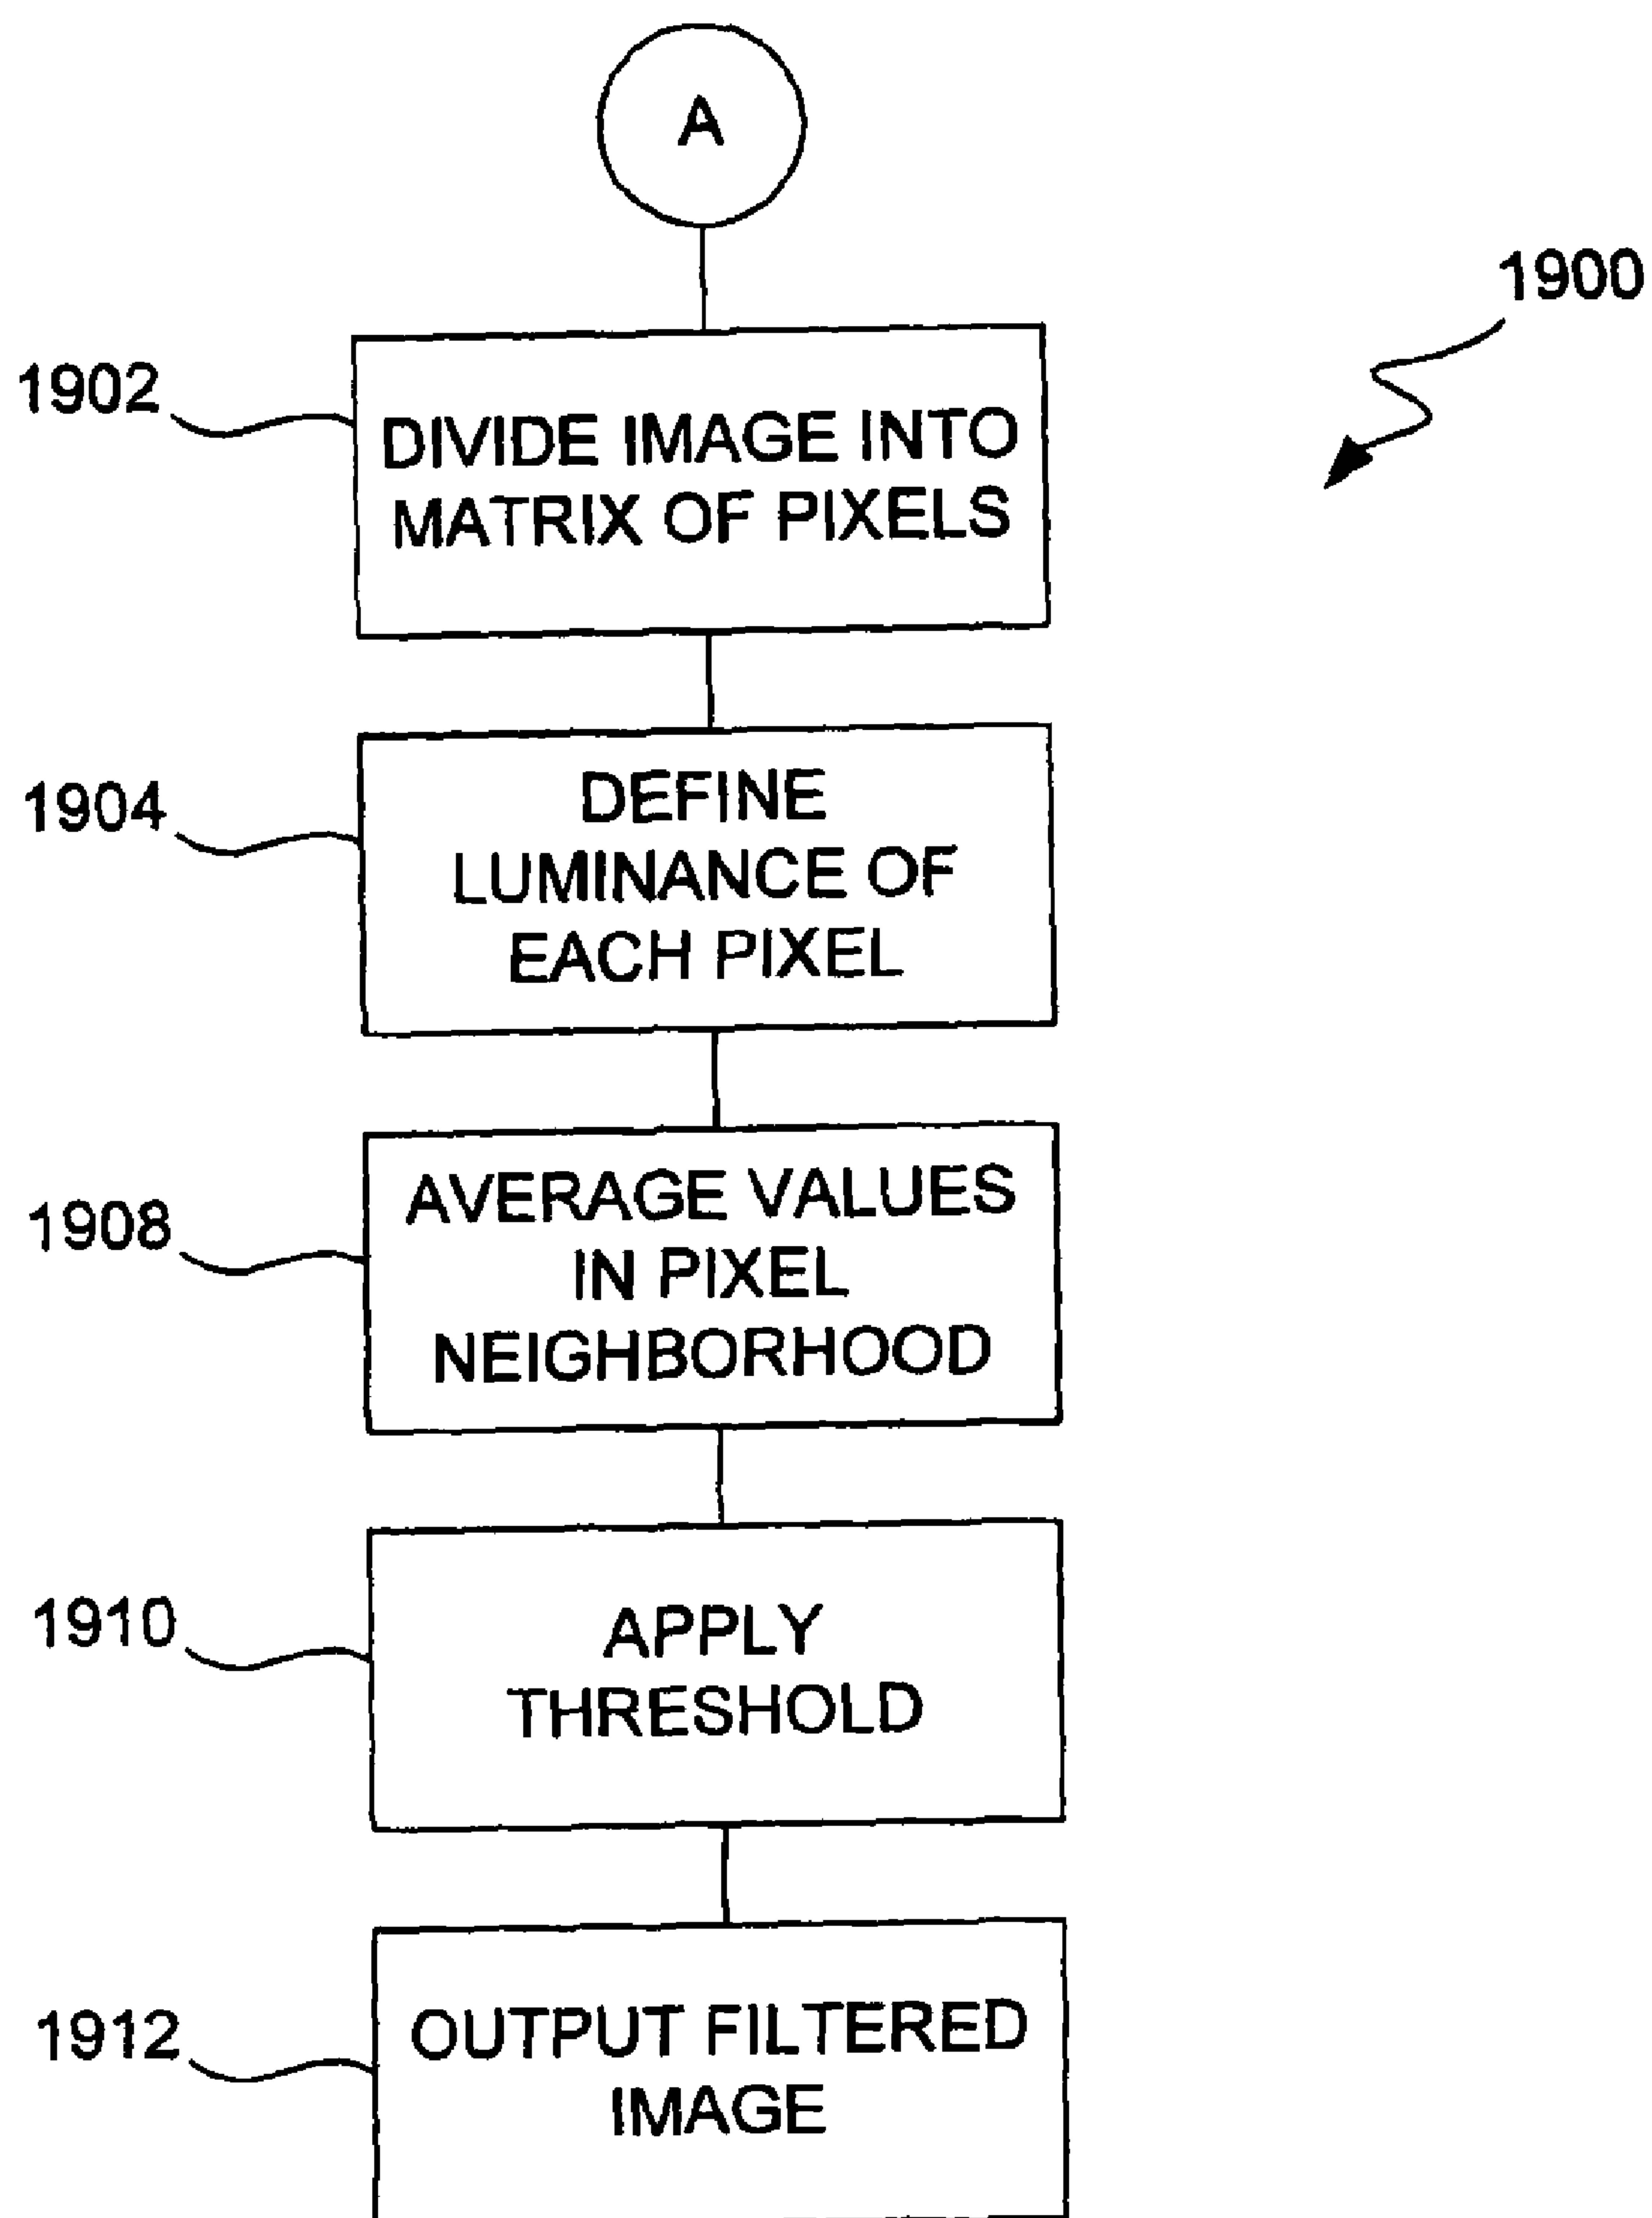 A
1900
1902
DIVIDE IMAGE INTO
MATRIX OF PIXELS
1904
DEFINE
LUMINANCE OF
EACH PIXEL
1908
AVERAGE VALUES
IN PIXEL
NEIGHBORHOOD
1910
APPLY
THRESHOLD
1912
OUTPUT FILTERED
IMAGE